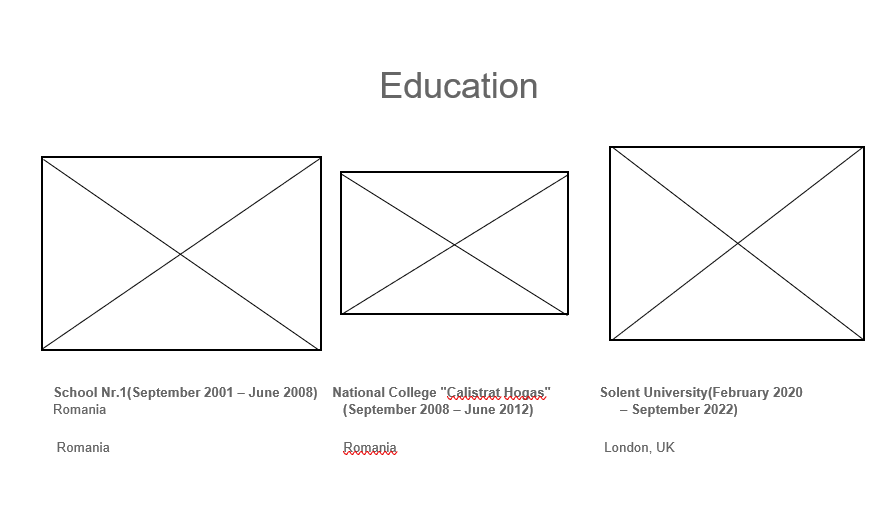 Education
School Nr.1(September 2001 – June 2008)
Romania
Romania
National College "Calistrat Hogas"
(September 2008 – June 2012)
Romania
Solent University(February 2020
– September 2022)
London, UK